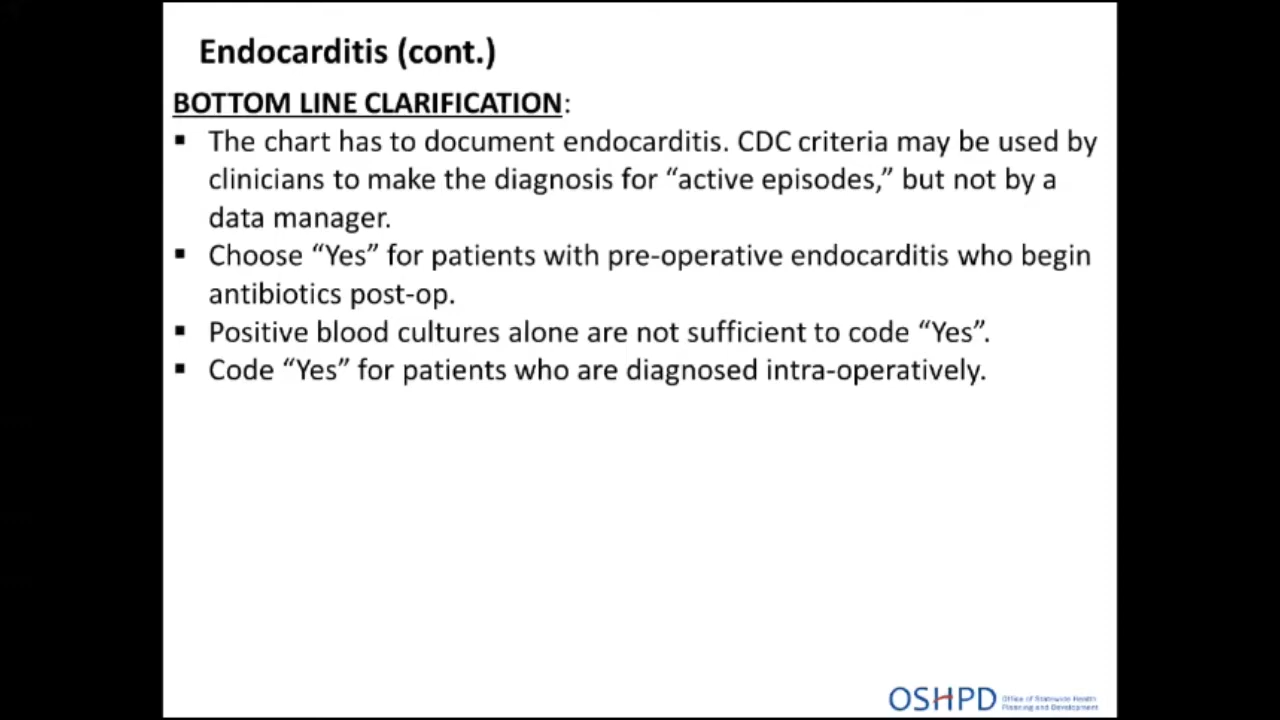 Endocarditis (cont.)
BOTTOM LINE CLARIFICATION:
▪ The chart has to document endocarditis. CDC criteria may be used by
clinicians to make the diagnosis for “active episodes,” but not by a
data manager.
▪ Choose “Yes” for patients with pre-operative endocarditis who begin
antibiotics post-op.
▪ Positive blood cultures alone are not sufficient to code “Yes”.
▪ Code “Yes” for patients who are diagnosed intra-operatively.
OSHPD Office of Statewide Health
Planning and Development